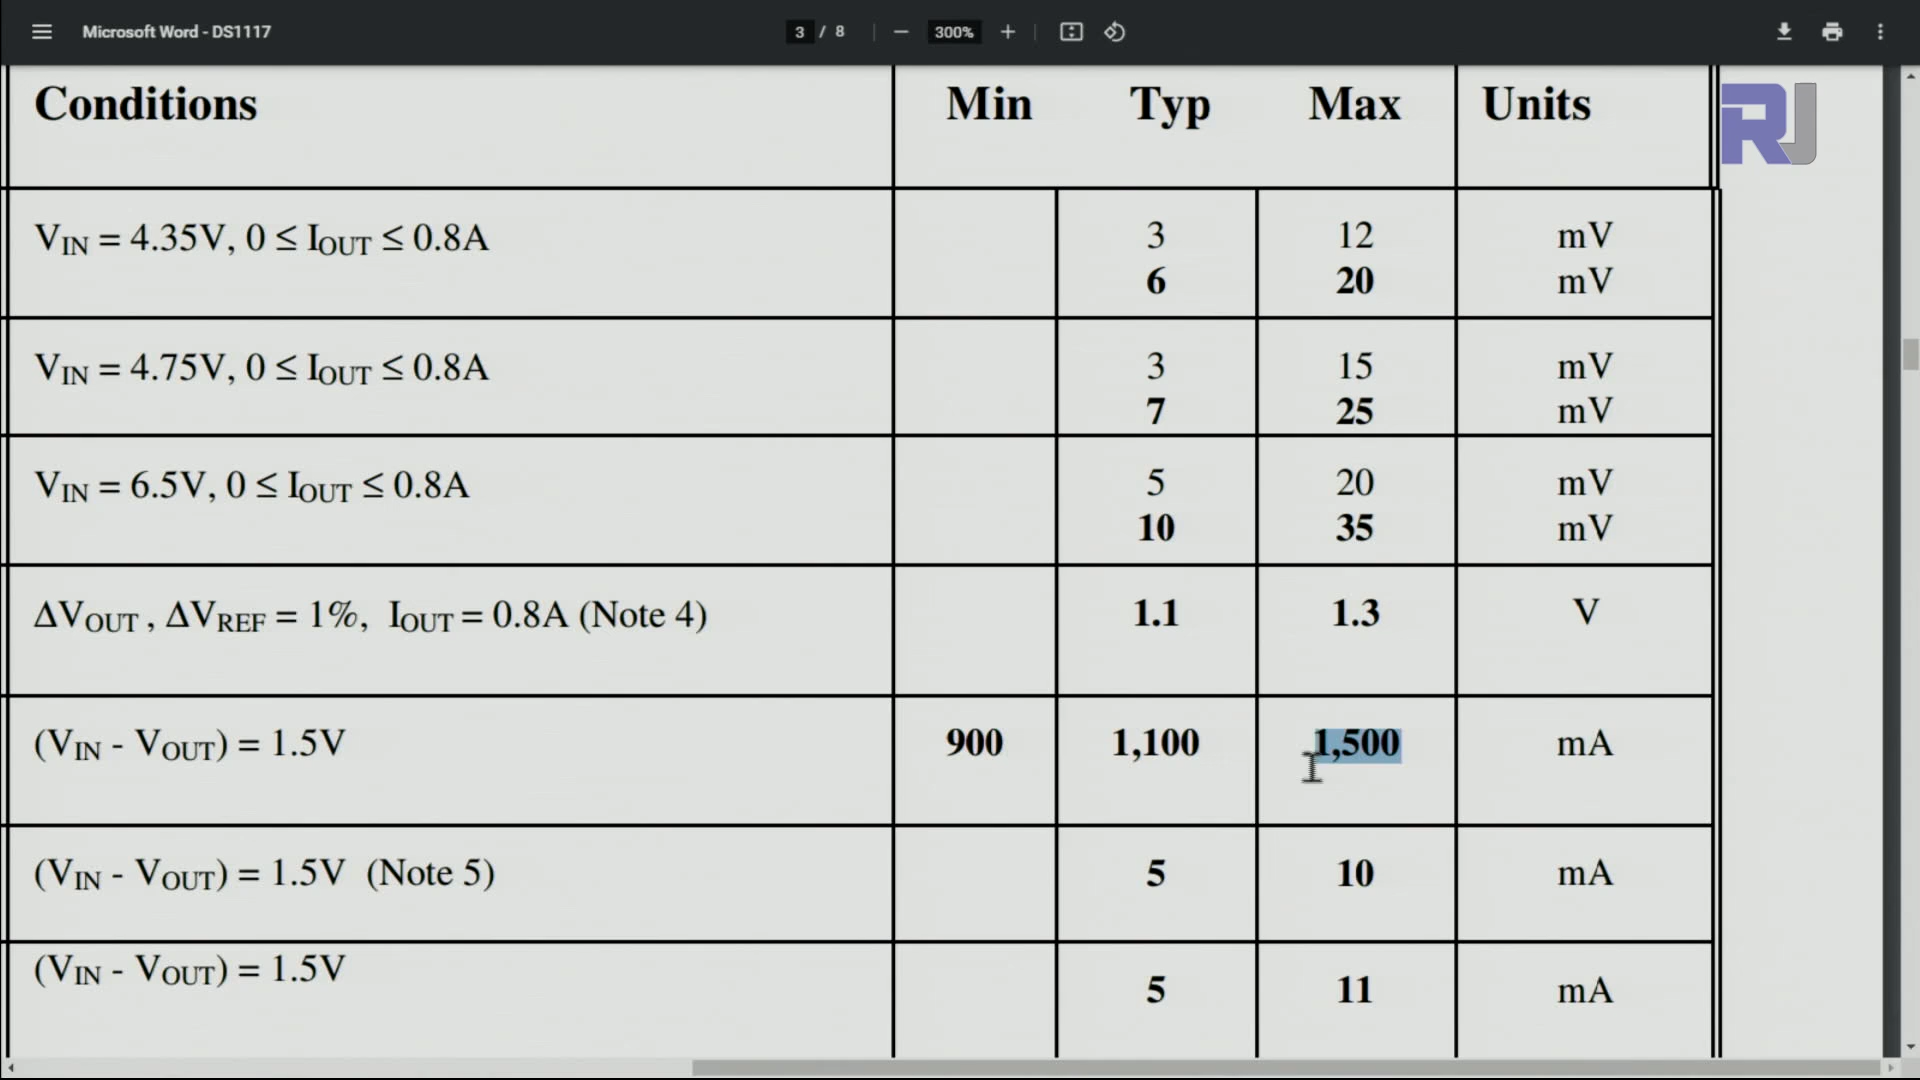 Microsoft Word - DS1117
3 / 8
300%
RJ
Conditions Min Typ Max Units
VIN = 4.35V, 0 ≤ IOUT ≤ 0.8A 3 12 mV
6 20 mV
VIN = 4.75V, 0 ≤ IOUT ≤ 0.8A 3 15 mV
7 25 mV
VIN = 6.5V, 0 ≤ IOUT ≤ 0.8A 5 20 mV
10 35 mV
ΔVOUT , ΔVREF = 1%, IOUT = 0.8A (Note 4) 1.1 1.3 V
(VIN - VOUT) = 1.5V 900 1,100 1,500 mA
(VIN - VOUT) = 1.5V (Note 5) 5 10 mA
(VIN - VOUT) = 1.5V 5 11 mA